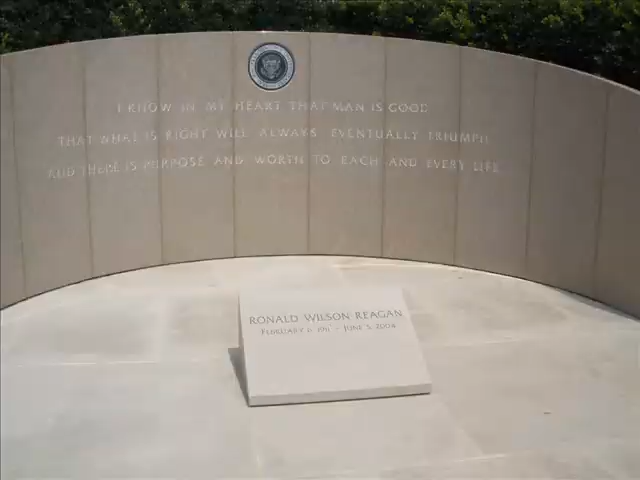 I KNOW IN MY HEART THAT MAN IS GOOD
THAT WHAT IS RIGHT WILL ALWAYS EVENTUALLY TRIUMPH
AND THERE IS PURPOSE AND WORTH TO EACH AND EVERY LIFE
RONALD WILSON REAGAN
FEBRUARY 6, 1911 - JUNE 5, 2004